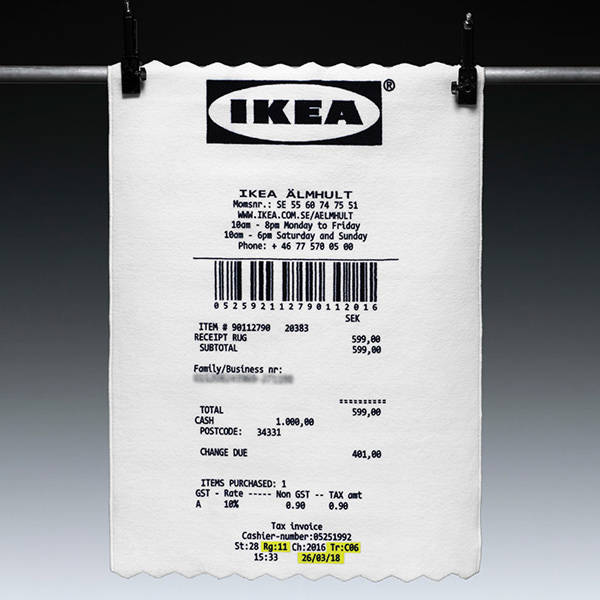 IKEA®
IKEA ÄLMHULT
Momsnr.: SE 55 60 74 75 51
WWW.IKEA.COM.SE/AELMHULT
10am - 8pm Monday to Friday
10am - 6pm Saturday and Sunday
Phone: + 46 77 570 05 00
0525921127901122016
SEK
ITEM # 90112790 20383
RECEIPT RUG 599,00
SUBTOTAL 599,00
Family/Business nr:
==========
TOTAL 599,00
CASH 1.000,00
POSTCODE: 34331
CHANGE DUE 401,00
ITEMS PURCHASED: 1
GST - Rate ----- Non GST -- TAX amt
A 10% 0.90 0.90
Tax invoice
Cashier-number:05251992
St:28 Rg:11 Ch:2016 Tr:C06
15:33 26/03/18